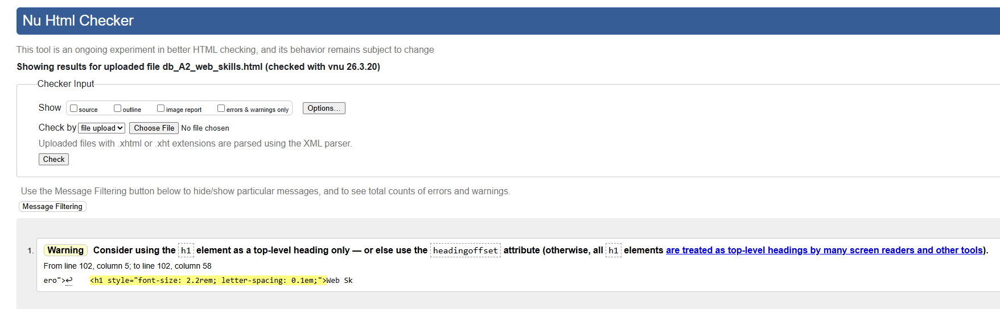 Nu Html Checker
This tool is an ongoing experiment in better HTML checking, and its behavior remains subject to change
Showing results for uploaded file db_A2_web_skills.html (checked with vnu 26.3.20)
Checker Input
Show source outline image report errors & warnings only Options...
Check by file upload Choose File No file chosen
Uploaded files with .xhtml or .xht extensions are parsed using the XML parser.
Check
Use the Message Filtering button below to hide/show particular messages, and to see total counts of errors and warnings.
Message Filtering
1. Warning Consider using the h1 element as a top-level heading only — or else use the headingoffset attribute (otherwise, all h1 elements are treated as top-level headings by many screen readers and other tools).
From line 102, column 5; to line 102, column 58
ero">↩ <h1 style="font-size: 2.2rem; letter-spacing: 0.1em;">Web Sk